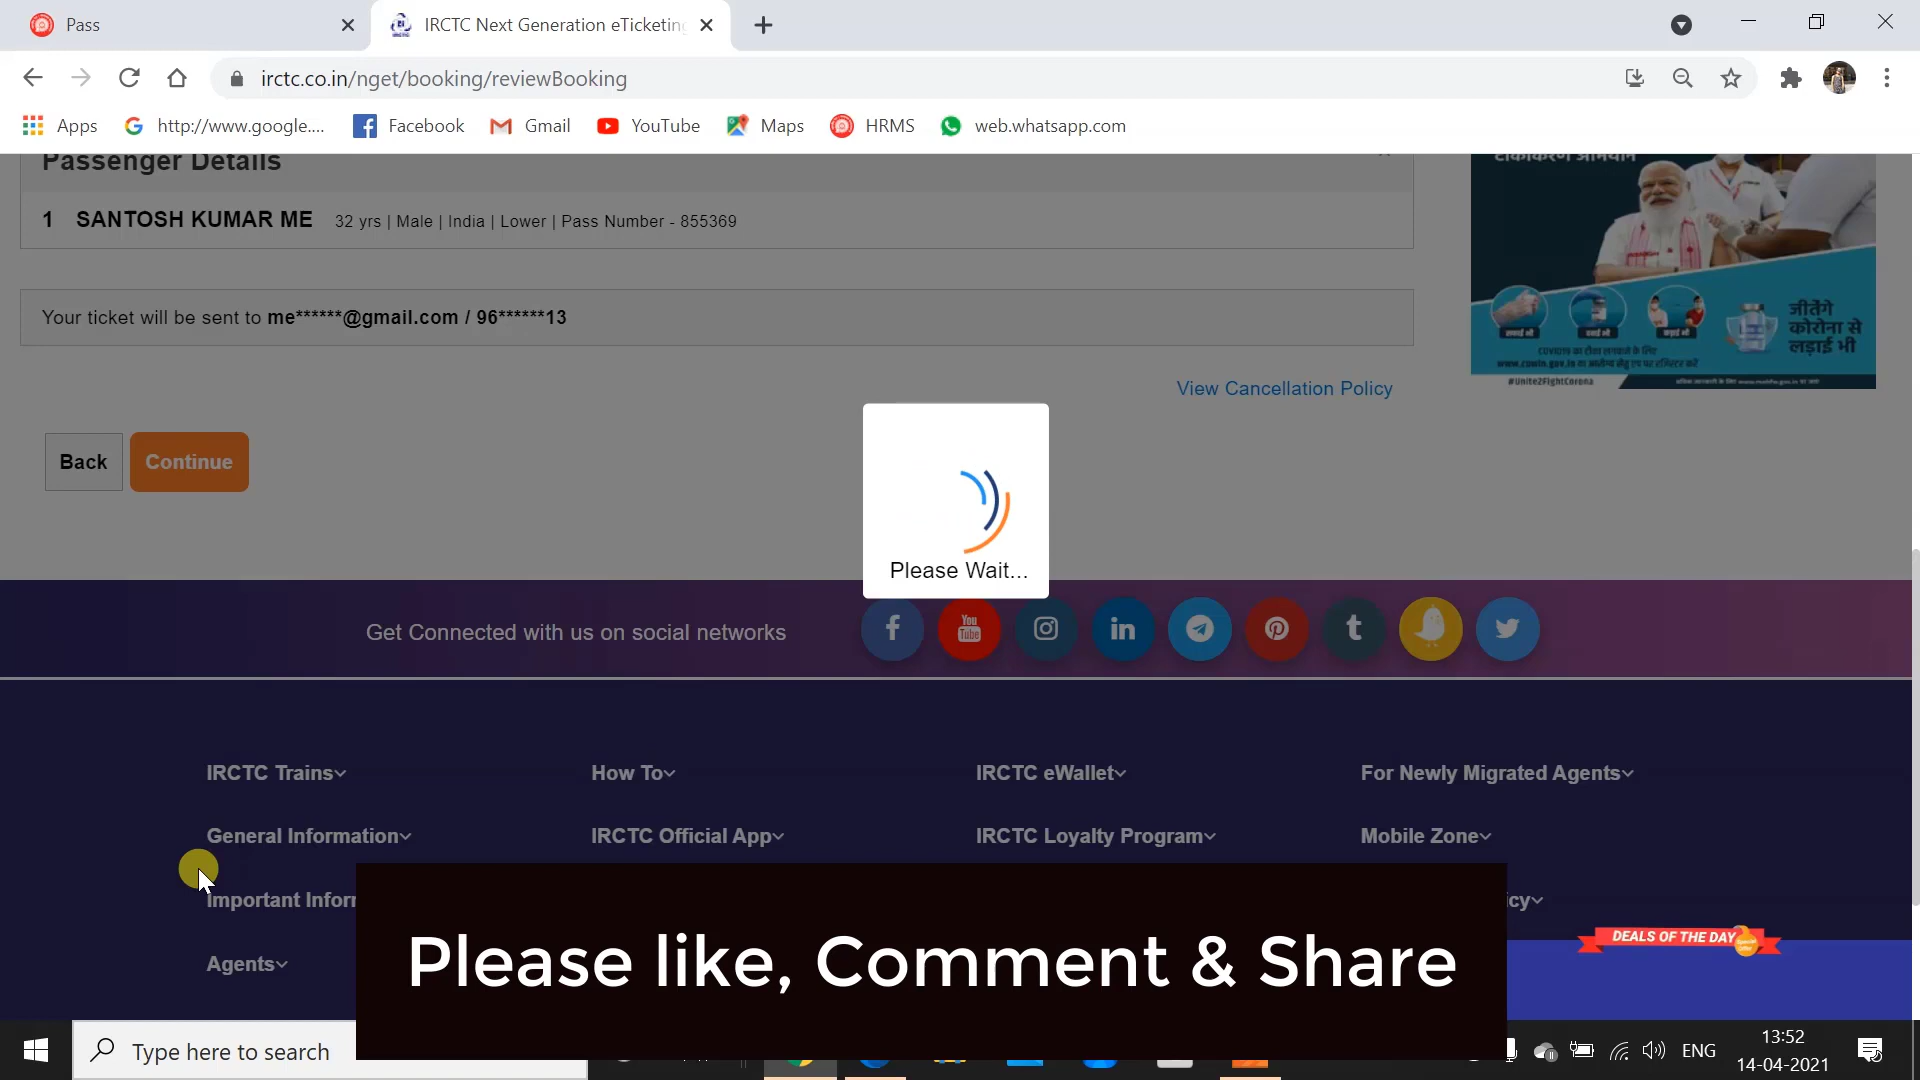 Pass
IRCTC Next Generation eTicketing
irctc.co.in/nget/booking/reviewBooking
Apps
http://www.google....
Facebook
Gmail
YouTube
Maps
HRMS
web.whatsapp.com
Passenger Details
1 SANTOSH KUMAR ME 32 yrs | Male | India | Lower | Pass Number - 855369
Your ticket will be sent to me******@gmail.com / 96******13
View Cancellation Policy
Back
Continue
Please Wait...
जीतेंगे
कोरोना से
लड़ाई भी
#Unite2FightCorona
Get Connected with us on social networks
You
Tube
IRCTC Trains
How To
IRCTC eWallet
For Newly Migrated Agents
General Information
IRCTC Official App
IRCTC Loyalty Program
Mobile Zone
Important Infor
cy
Agents
DEALS OF THE DAY
Please like, Comment & Share
Type here to search
ENG
13:52
14-04-2021